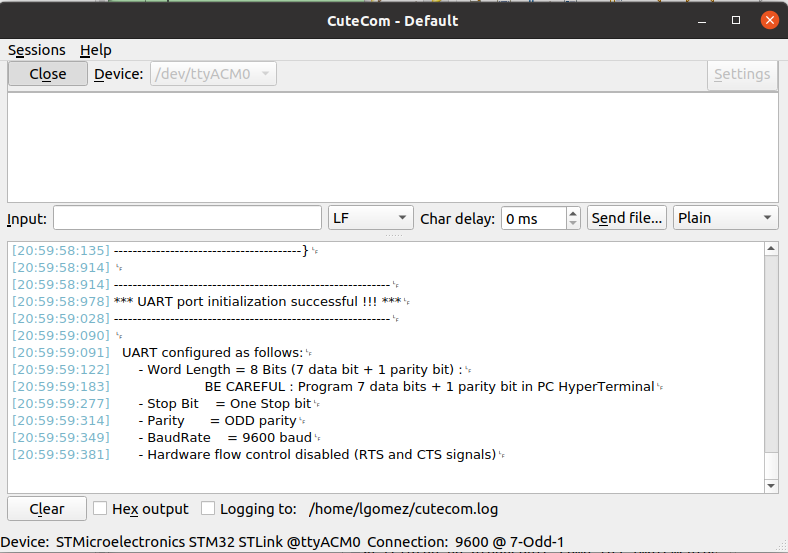 CuteCom - Default
Sessions Help
Close Device: /dev/ttyACM0 Settings
Input: LF Char delay: 0 ms Send file... Plain
[20:59:58:135] ----------------------------------------} ␊
[20:59:58:914] ␊
[20:59:58:914] ----------------------------------------------------------- ␊
[20:59:58:978] *** UART port initialization successful !!! *** ␊
[20:59:59:028] ----------------------------------------------------------- ␊
[20:59:59:090] ␊
[20:59:59:091] UART configured as follows: ␊
[20:59:59:122] - Word Length = 8 Bits (7 data bit + 1 parity bit) : ␊
[20:59:59:183] BE CAREFUL : Program 7 data bits + 1 parity bit in PC HyperTerminal ␊
[20:59:59:277] - Stop Bit = One Stop bit ␊
[20:59:59:314] - Parity = ODD parity ␊
[20:59:59:349] - BaudRate = 9600 baud ␊
[20:59:59:381] - Hardware flow control disabled (RTS and CTS signals) ␊
Clear Hex output Logging to: /home/lgomez/cutecom.log
Device: STMicroelectronics STM32 STLink @ttyACM0 Connection: 9600 @ 7-Odd-1